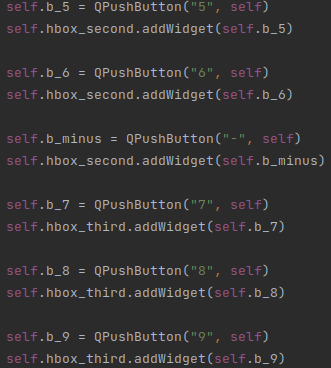 self.b_5 = QPushButton("5", self)
self.hbox_second.addWidget(self.b_5)
self.b_6 = QPushButton("6", self)
self.hbox_second.addWidget(self.b_6)
self.b_minus = QPushButton("-", self)
self.hbox_second.addWidget(self.b_minus)
self.b_7 = QPushButton("7", self)
self.hbox_third.addWidget(self.b_7)
self.b_8 = QPushButton("8", self)
self.hbox_third.addWidget(self.b_8)
self.b_9 = QPushButton("9", self)
self.hbox_third.addWidget(self.b_9)